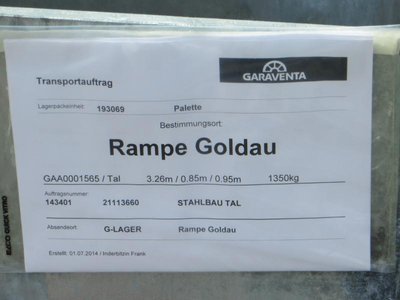 GARAVENTA
Transportauftrag
Lagerpackeinheit: 193069 Palette
Bestimmungsort:
Rampe Goldau
GAA0001565 / Tal 3.26m / 0.85m / 0.95m 1350kg
Auftragsnummer:
143401 21113660 STAHLBAU TAL
Absendeort: G-LAGER Rampe Goldau
Erstellt: 01.07.2014 / Inderbitzin Frank